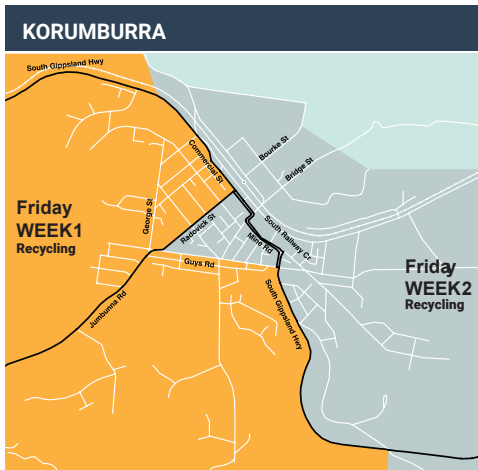 KORUMBURRA
South Gippsland Hwy
Bourke St
Commercial St
Bridge St
George St
Friday
WEEK1
Recycling
Radovick St
South Railway Cr
Mine Rd
Guys Rd
Friday
WEEK2
Recycling
Jumbunna Rd
South Gippsland Hwy